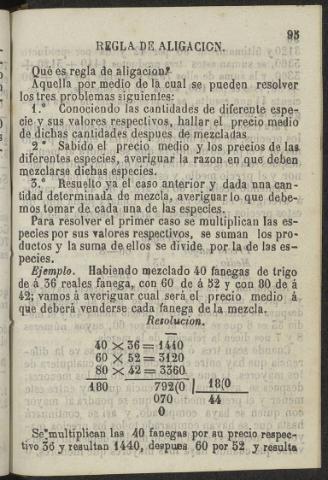 95
REGLA DE ALIGACION.
Qué es regla de aligacion?
Aquella por medio de la cual se pueden resolver
los tres problemas siguientes:
1.º Conociendo las cantidades de diferente espe-
cie y sus valores respectivos, hallar el precio medio
de dichas cantidades despues de mezcladas.
2.º Sabido el precio medio y los precios de las
diferentes especies, averiguar la razon en que deben
mezclarse dichas especies.
3.º Resuelto ya el caso anterior y dada una can-
tidad determinada de mezcla, averiguar lo que debe-
mos tomar de cada una de las especies.
Para resolver el primer caso se multiplican las es-
pecies por sus valores respectivos, se suman los pro-
ductos y la suma de ellos se divide por la de las es-
pecies.
Ejemplo. Habiendo mezclado 40 fanegas de trigo
de á 36 reales fanega, con 60 de á 52 y con 80 de á
42; vamos á averiguar cual será el precio medio á
que deberá venderse cada fanega de la mezcla.
Resolucion.
40 × 36 = 1440
60 × 52 = 3120
80 × 42 = 3360
180 792(0 | 18(0
070 44
0
Se multiplican las 40 fanegas por su precio respec-
tivo 36 y resultan 1440, despues 60 por 52 y resulta